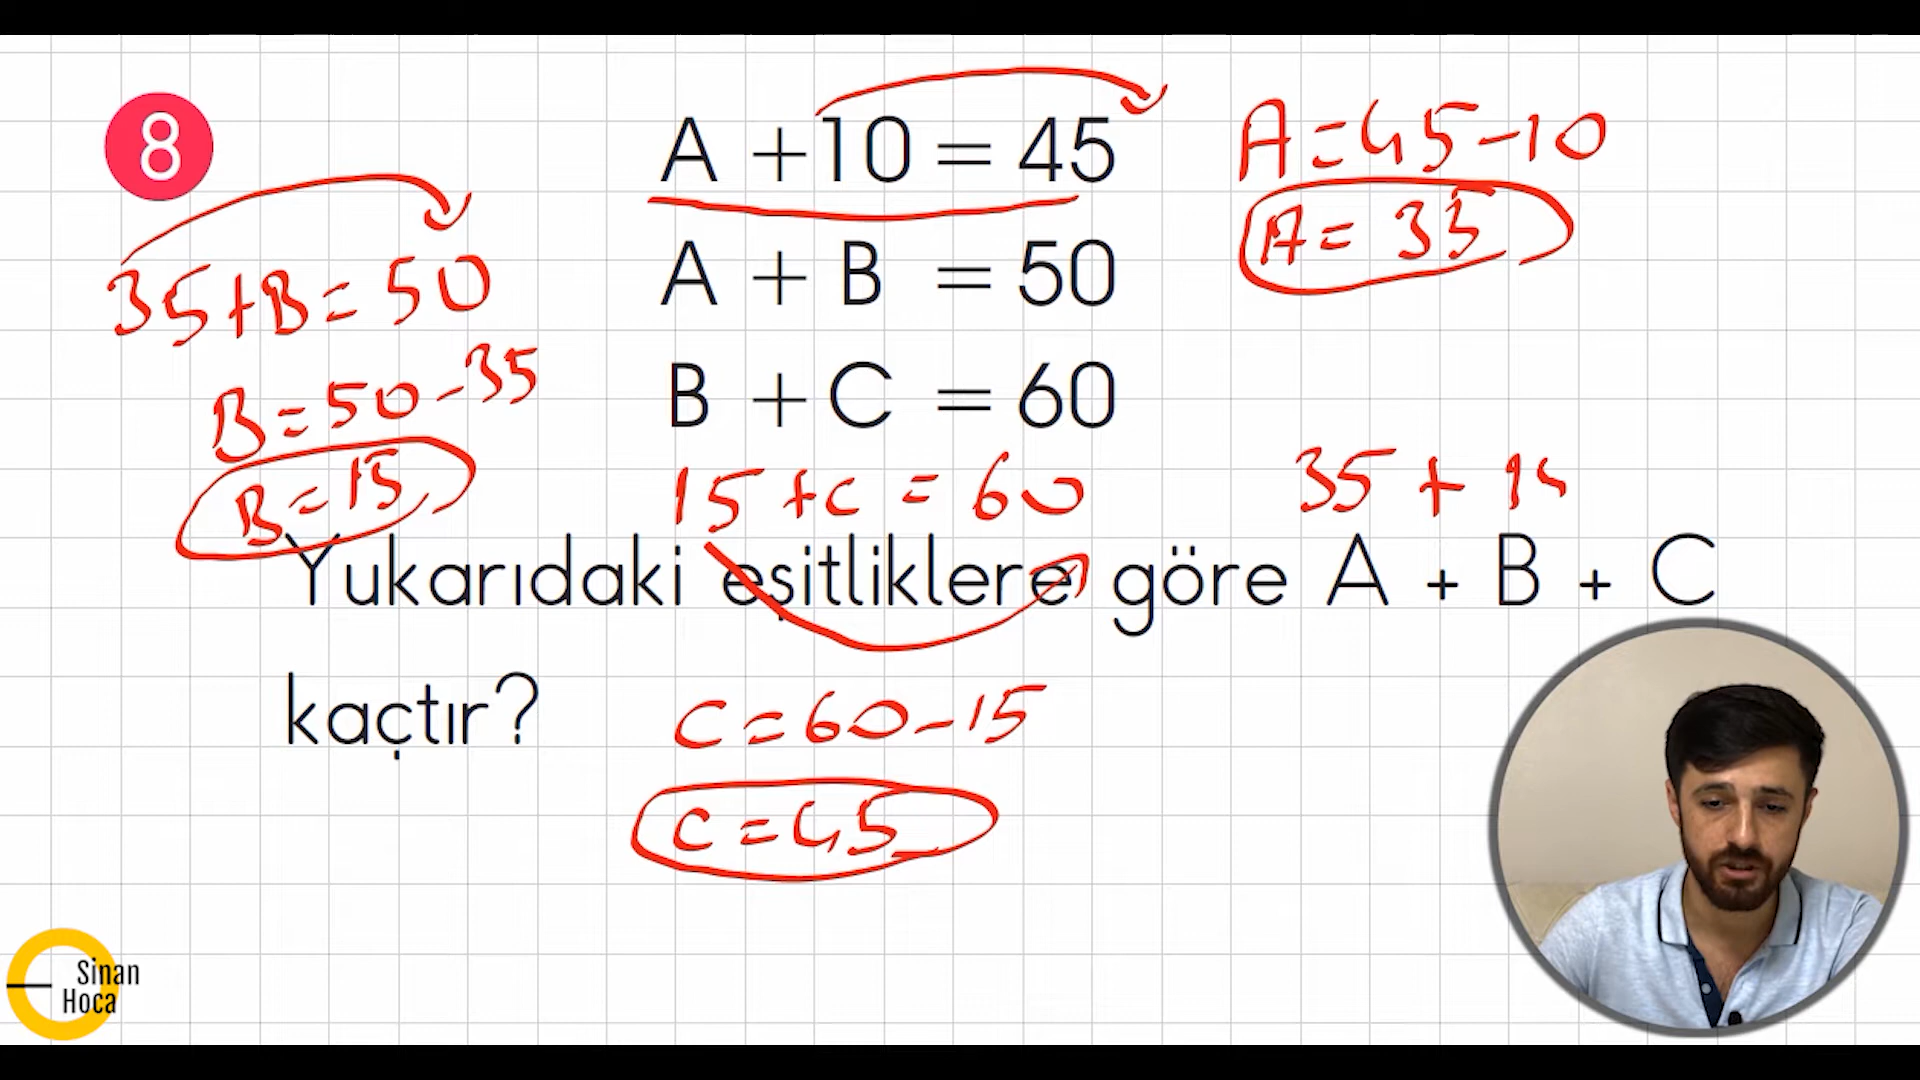 8
A + 10 = 45
A = 45 - 10
A = 35
A + B = 50
35 + B = 50
B = 50 - 35
B = 15
B + C = 60
15 + c = 60
35 + 15
Yukarıdaki eşitliklere göre A + B + C
kaçtır?
C = 60 - 15
C = 45
Sinan
Hoca